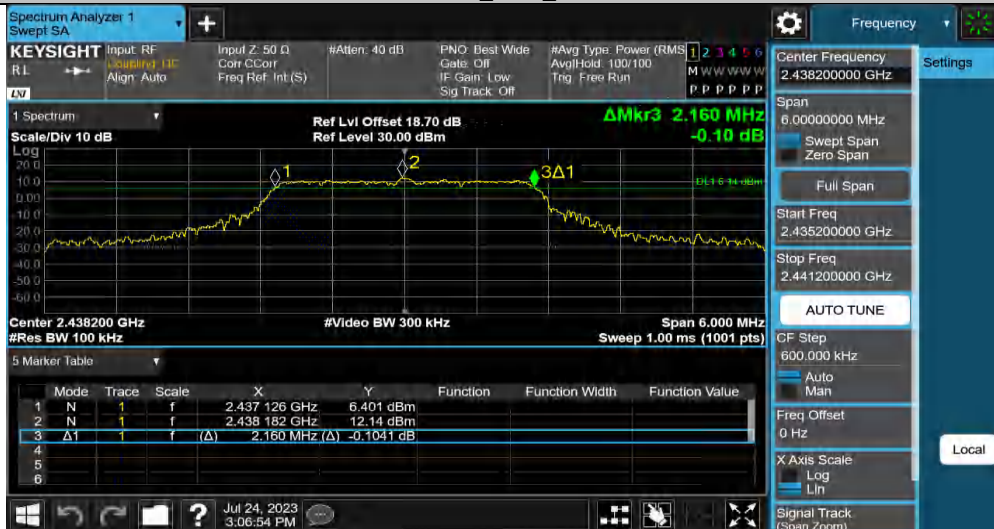 Spectrum Analyzer 1
Swept SA
Frequency
KEYSIGHT
RL
LXI
Input: RF
Coupling: DC
Align: Auto
Input Z: 50 Ω
Corr CCorr
Freq Ref: Int (S)
#Atten: 40 dB
PNO: Best Wide
Gate: Off
IF Gain: Low
Sig Track: Off
#Avg Type: Power (RMS
Avg|Hold: 100/100
Trig: Free Run
1 2 3 4 5 6
M W W W W W
P P P P P P
1 Spectrum
Scale/Div 10 dB
Ref Lvl Offset 18.70 dB
Ref Level 30.00 dBm
ΔMkr3 2.160 MHz
-0.10 dB
Log
20.0
10.0
0.00
-10.0
-20.0
-30.0
-40.0
-50.0
-60.0
1
2
3Δ1
DL1 6.14 dBm
Center 2.438200 GHz
#Res BW 100 kHz
#Video BW 300 kHz
Span 6.000 MHz
Sweep 1.00 ms (1001 pts)
5 Marker Table
Mode Trace Scale X Y Function Function Width Function Value
1 N 1 f 2.437 126 GHz 6.401 dBm
2 N 1 f 2.438 182 GHz 12.14 dBm
3 Δ1 1 f (Δ) 2.160 MHz (Δ) -0.1041 dB
4
5
6
?
Jul 24, 2023
3:06:54 PM
Center Frequency
2.438200000 GHz
Span
6.00000000 MHz
Swept Span
Zero Span
Full Span
Start Freq
2.435200000 GHz
Stop Freq
2.441200000 GHz
AUTO TUNE
CF Step
600.000 kHz
Auto
Man
Freq Offset
0 Hz
X Axis Scale
Log
Lin
Signal Track
(Span Zoom)
Settings
Local